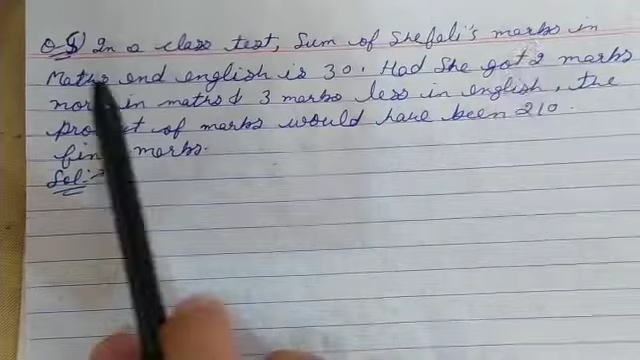 Q5) In a class test, Sum of Shefali's marks in
Maths and english is 30. Had she got 2 marks
more in maths & 3 marks less in english, the
product of marks would have been 210.
find marks.
Sol:-